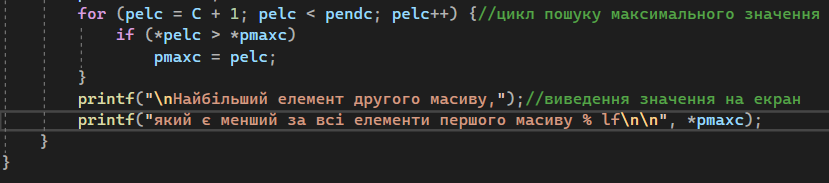 for (pelc = C + 1; pelc < pendc; pelc++) {//цикл пошуку максимального значення
if (*pelc > *pmaxc)
pmaxc = pelc;
}
printf("\nНайбільший елемент другого масиву,");//виведення значення на екран
printf("який є менший за всі елементи першого масиву % lf\n\n", *pmaxc);
}
}